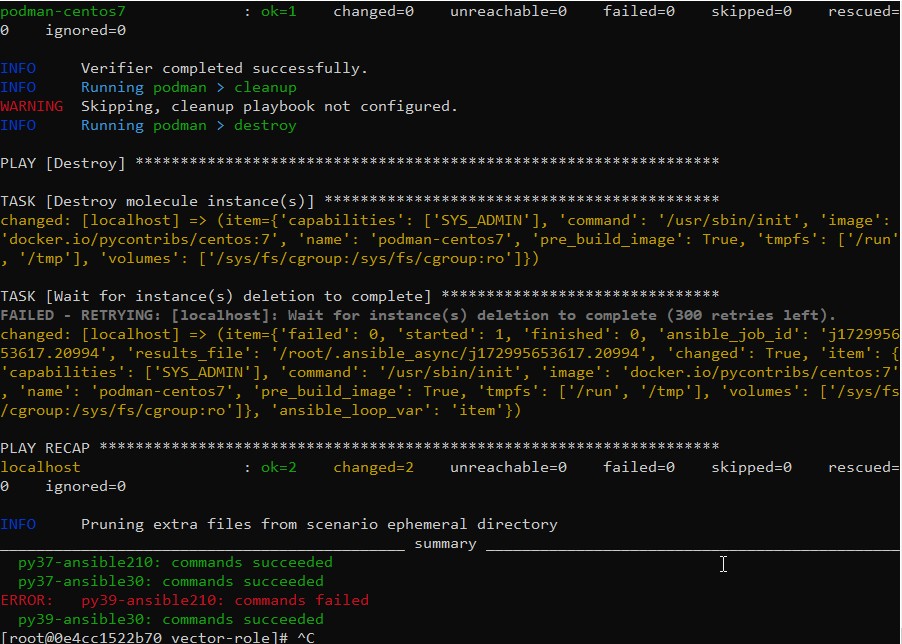 podman-centos7             : ok=1    changed=0    unreachable=0    failed=0    skipped=0    rescued=
0    ignored=0
INFO     Verifier completed successfully.
INFO     Running podman > cleanup
WARNING  Skipping, cleanup playbook not configured.
INFO     Running podman > destroy
PLAY [Destroy] *****************************************************************
TASK [Destroy molecule instance(s)] ********************************************
changed: [localhost] => (item={'capabilities': ['SYS_ADMIN'], 'command': '/usr/sbin/init', 'image':
'docker.io/pycontribs/centos:7', 'name': 'podman-centos7', 'pre_build_image': True, 'tmpfs': ['/run'
, '/tmp'], 'volumes': ['/sys/fs/cgroup:/sys/fs/cgroup:ro']})
TASK [Wait for instance(s) deletion to complete] *******************************
FAILED - RETRYING: [localhost]: Wait for instance(s) deletion to complete (300 retries left).
changed: [localhost] => (item={'failed': 0, 'started': 1, 'finished': 0, 'ansible_job_id': 'j1729956
53617.20994', 'results_file': '/root/.ansible_async/j172995653617.20994', 'changed': True, 'item': {
'capabilities': ['SYS_ADMIN'], 'command': '/usr/sbin/init', 'image': 'docker.io/pycontribs/centos:7'
, 'name': 'podman-centos7', 'pre_build_image': True, 'tmpfs': ['/run', '/tmp'], 'volumes': ['/sys/fs
/cgroup:/sys/fs/cgroup:ro']}, 'ansible_loop_var': 'item'})
PLAY RECAP *********************************************************************
localhost                  : ok=2    changed=2    unreachable=0    failed=0    skipped=0    rescued=
0    ignored=0
INFO     Pruning extra files from scenario ephemeral directory
_____________________________________________ summary ______________________________________________
  py37-ansible210: commands succeeded
  py37-ansible30: commands succeeded
ERROR:   py39-ansible210: commands failed
  py39-ansible30: commands succeeded
[root@0e4cc1522b70 vector-role]# ^C